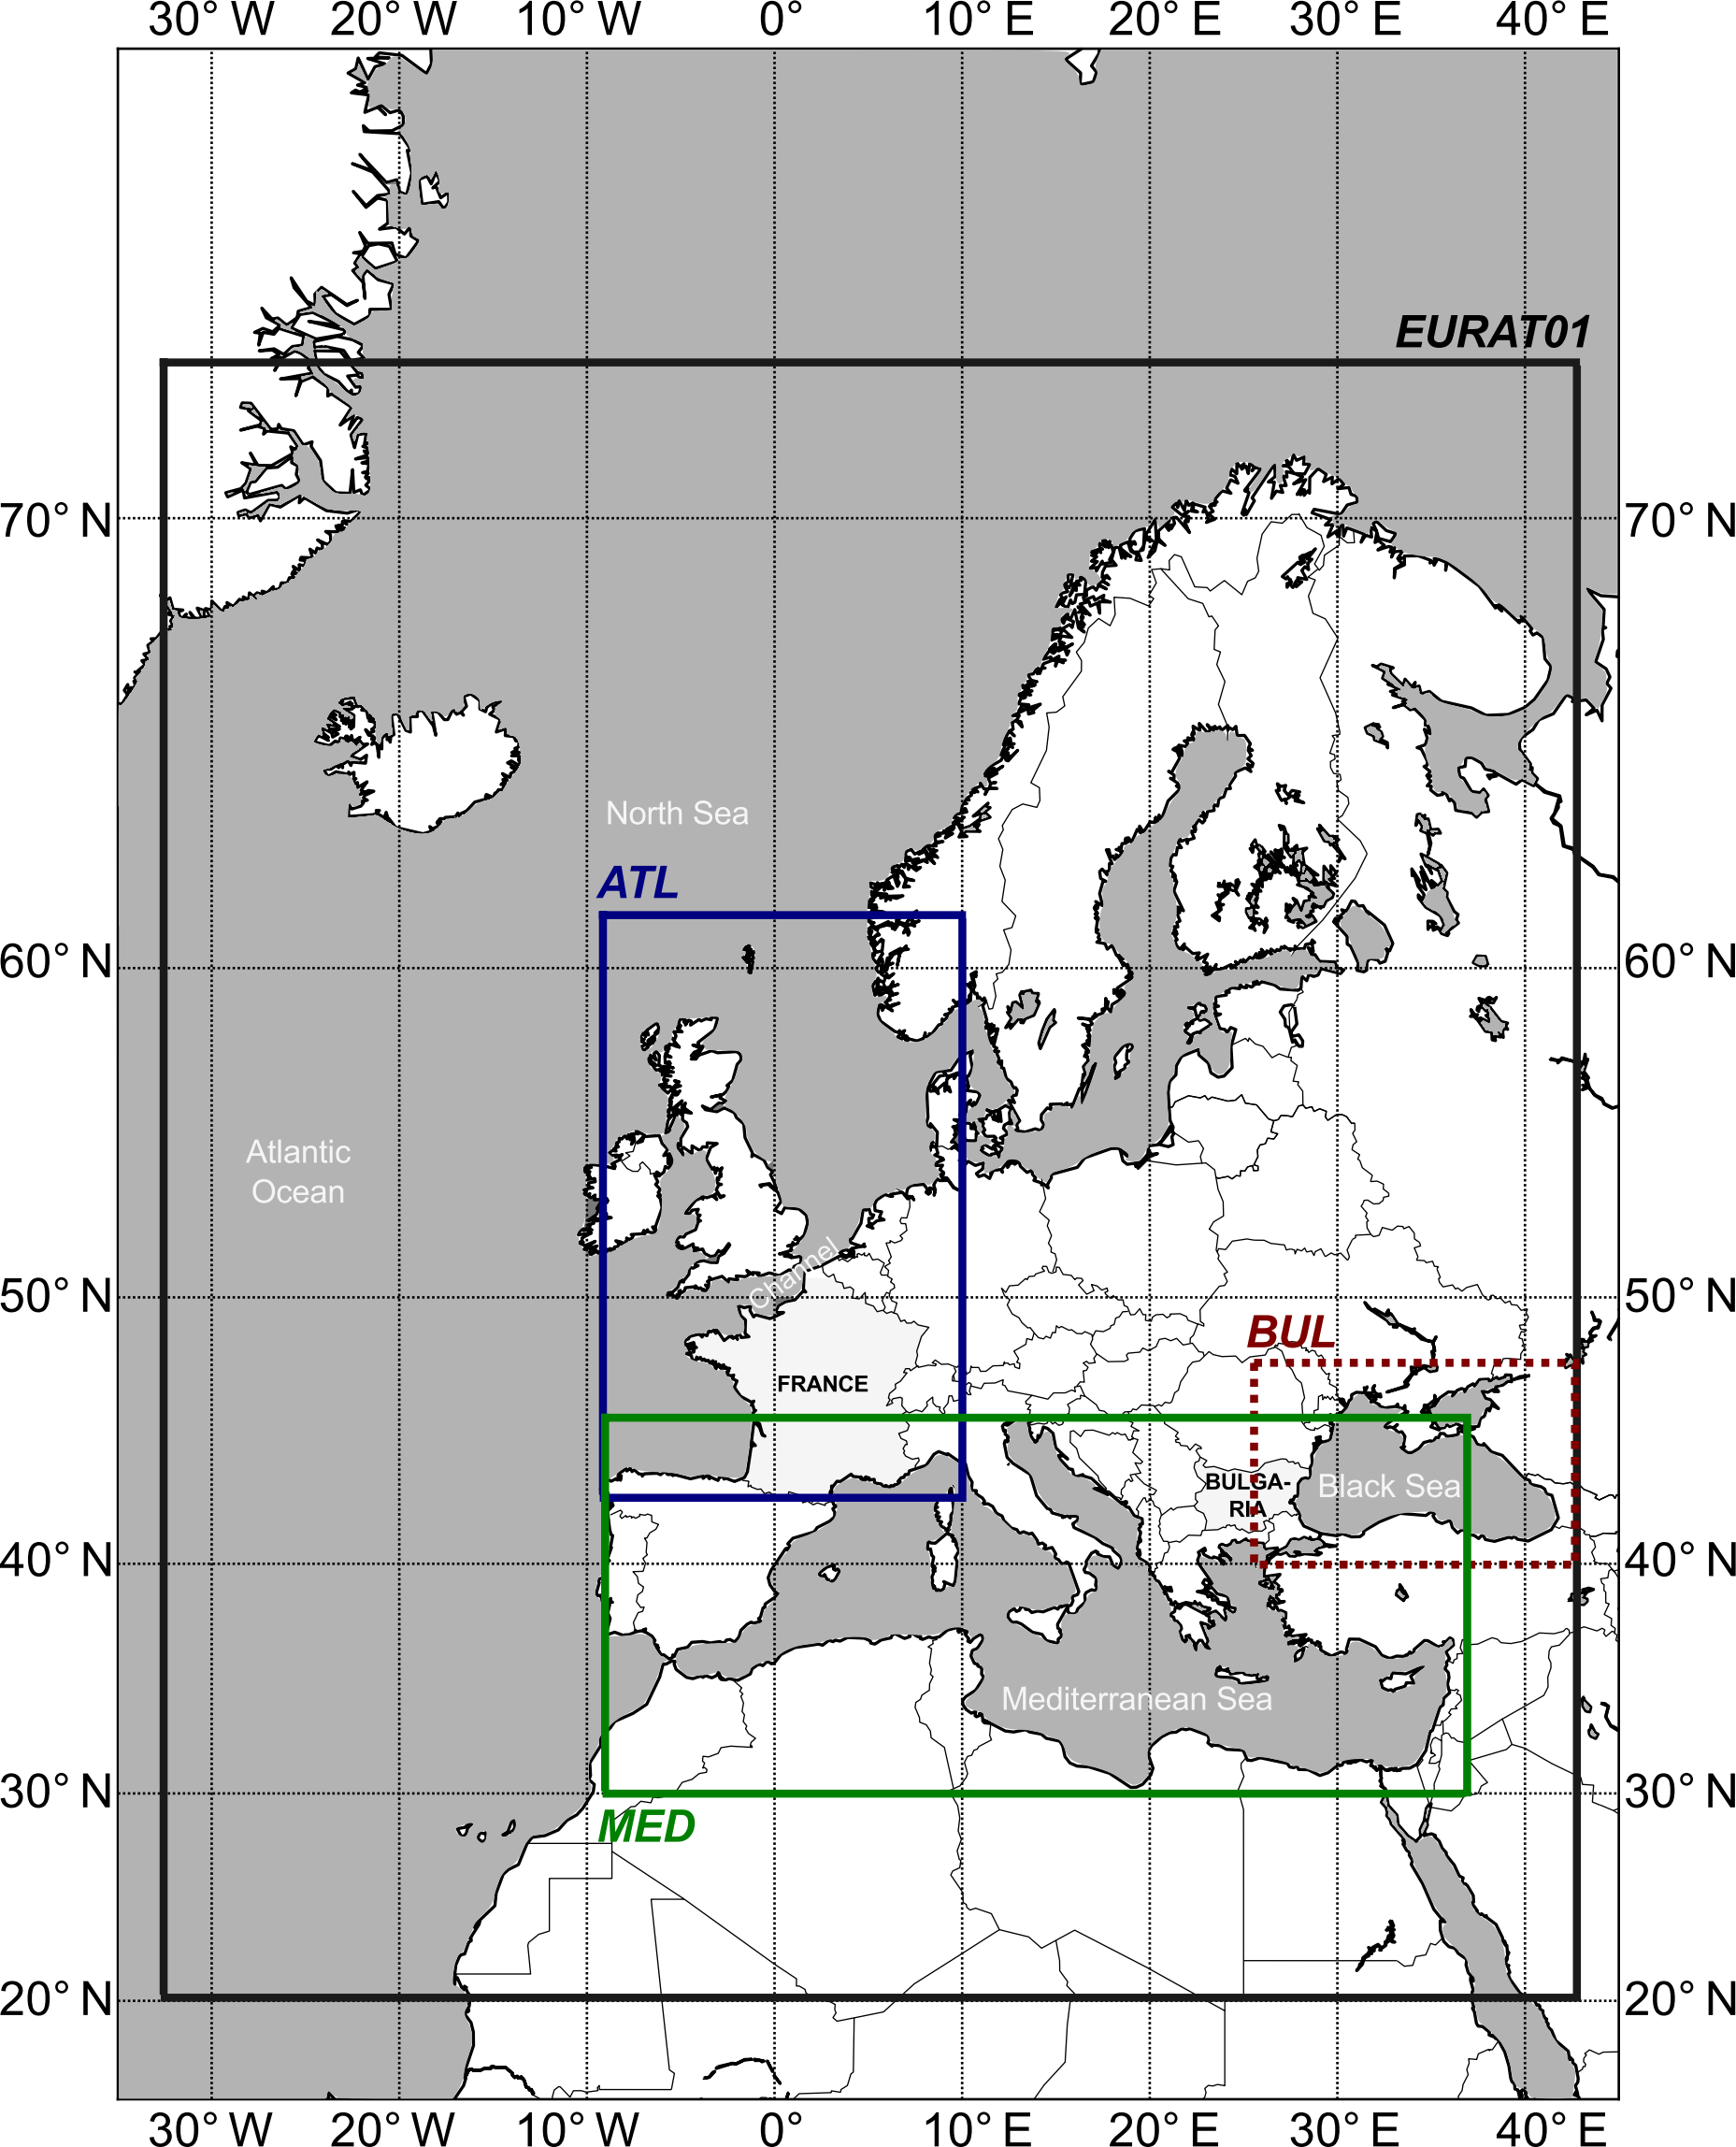 30° W 20° W 10° W 0° 10° E 20° E 30° E 40° E
EURAT01
70° N 70° N
North Sea
ATL
60° N 60° N
Atlantic
Ocean
Channel
50° N 50° N
BUL
FRANCE
BULGA-
RIA
Black Sea
40° N 40° N
Mediterranean Sea
30° N 30° N
MED
20° N 20° N
30° W 20° W 10° W 0° 10° E 20° E 30° E 40° E